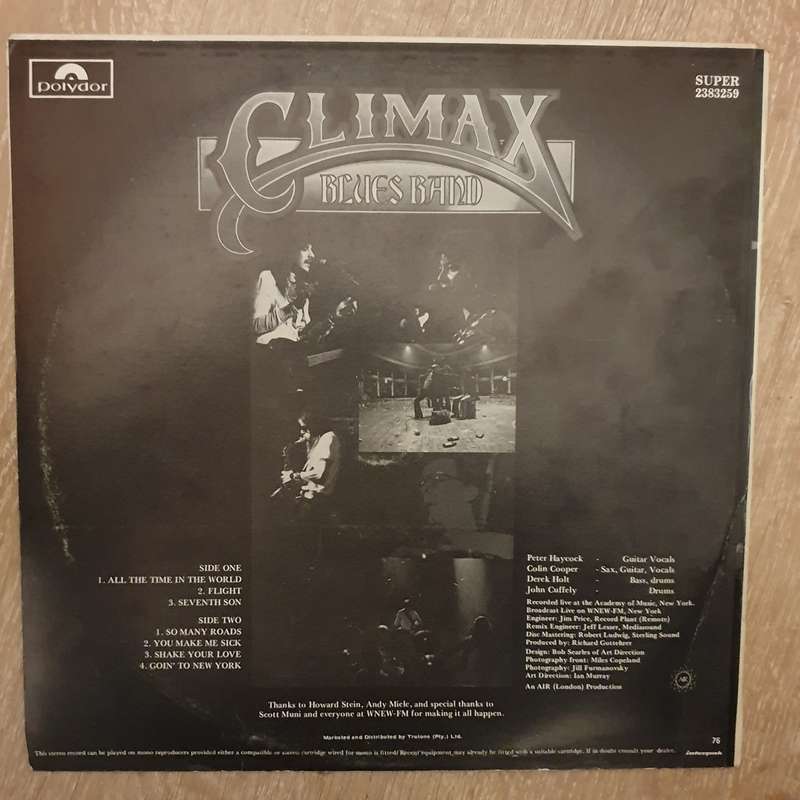 polydor
SUPER
2383259
CLIMAX
BLUES BAND
SIDE ONE
1. ALL THE TIME IN THE WORLD
2. FLIGHT
3. SEVENTH SON
SIDE TWO
1. SO MANY ROADS
2. YOU MAKE ME SICK
3. SHAKE YOUR LOVE
4. GOIN' TO NEW YORK
Peter Haycock - Guitar Vocals
Colin Cooper - Sax, Guitar, Vocals
Derek Holt - Bass, drums
John Cuffely - Drums
Recorded live at the Academy of Music, New York.
Broadcast Live on WNEW-FM, New York
Engineer: Jim Price, Record Plant (Remote)
Remix Engineer: Jeff Lesser, Mediasound
Disc Mastering: Robert Ludwig, Sterling Sound
Produced by: Richard Gottehrer
Design: Bob Searles of Art Direction
Photography front: Miles Copeland
Photography: Jill Furmanovsky
Art Direction: Ian Murray
An AIR (London) Production
AIR
Thanks to Howard Stein, Andy Miele, and special thanks to
Scott Muni and everyone at WNEW-FM for making it all happen.
Marketed and Distributed by Trutone (Pty.) Ltd.
76
This stereo record can be played on mono reproducers provided either a compatible or stereo cartridge wired for mono is fitted. Recent equipment may already be fitted with a suitable cartridge. If in doubt consult your dealer.